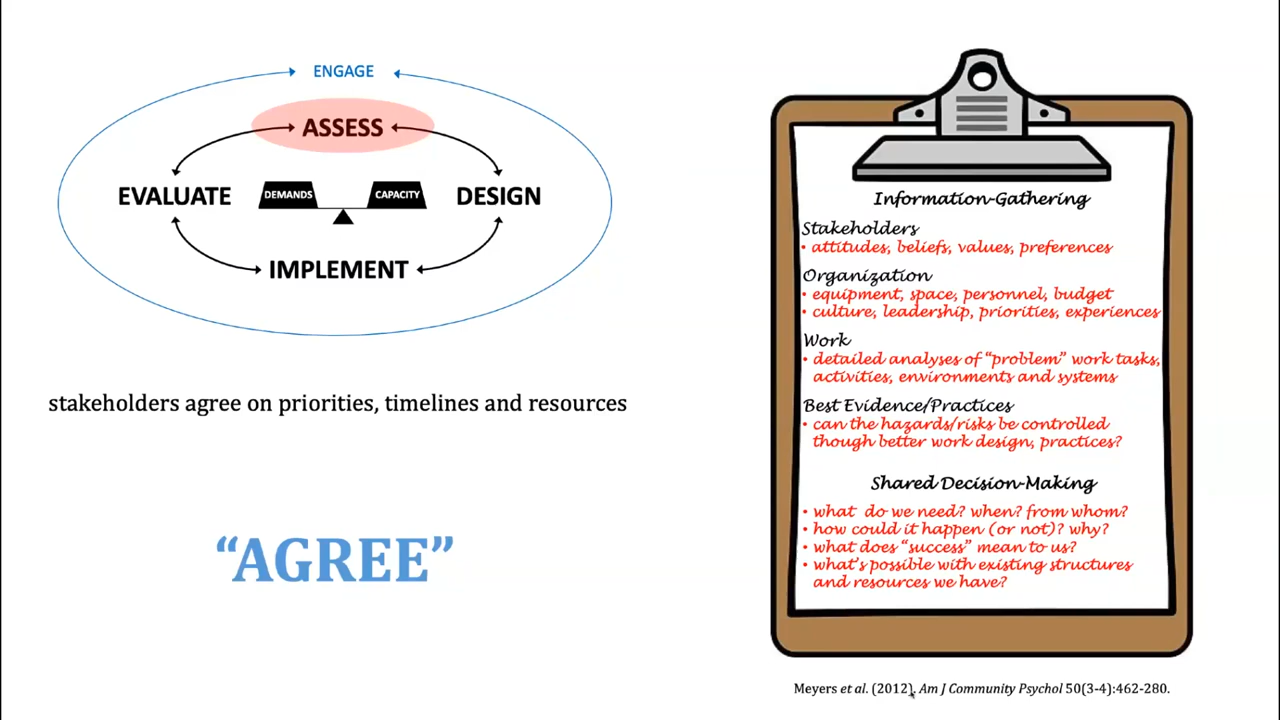 ENGAGE
ASSESS
EVALUATE
DEMANDS
CAPACITY
DESIGN
IMPLEMENT
stakeholders agree on priorities, timelines and resources
“AGREE”
Information-Gathering
Stakeholders
• attitudes, beliefs, values, preferences
Organization
• equipment, space, personnel, budget
• culture, leadership, priorities, experiences
Work
• detailed analyses of “problem” work tasks,
activities, environments and systems
Best Evidence/Practices
• can the hazards/risks be controlled
though better work design, practices?
Shared Decision-Making
• what do we need? when? from whom?
• how could it happen (or not)? why?
• what does “success” mean to us?
• what's possible with existing structures
and resources we have?
Meyers et al. (2012). Am J Community Psychol 50(3-4):462-280.